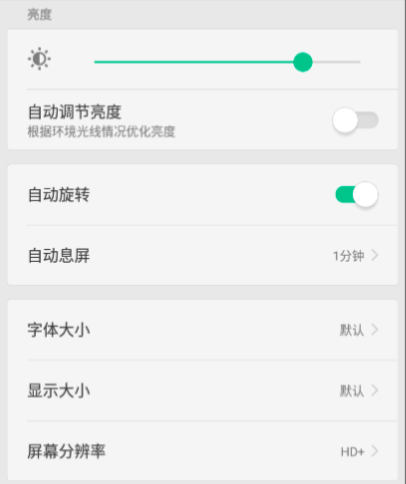 亮度
自动调节亮度
根据环境光线情况优化亮度
自动旋转
自动息屏 1分钟
字体大小 默认
显示大小 默认
屏幕分辨率 HD+